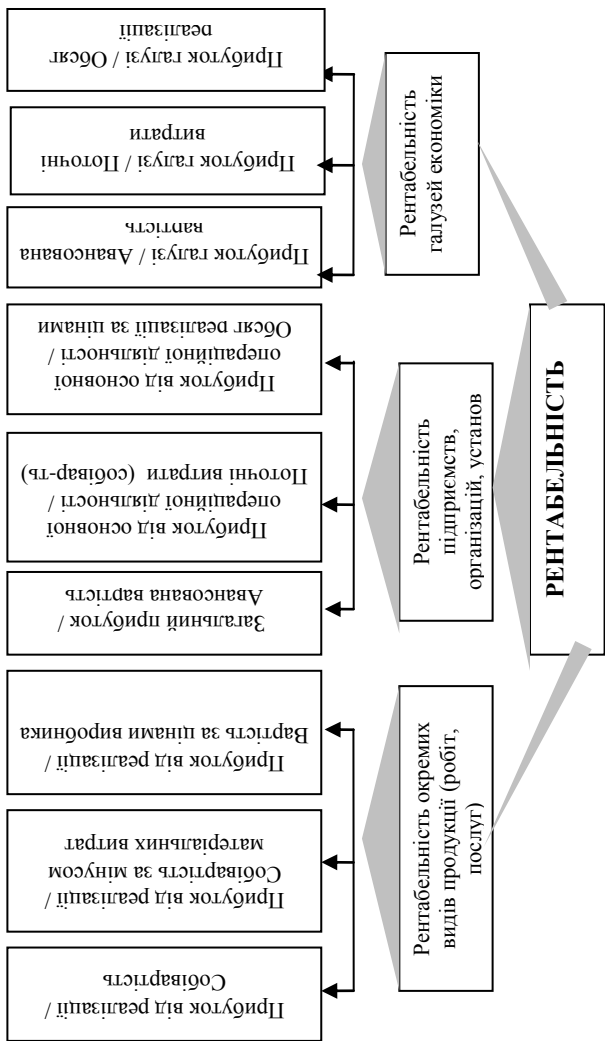 РЕНТАБЕЛЬНІСТЬ
Рентабельність окремих
видів продукції (робіт,
послуг)
Рентабельність
підприємств,
організацій, установ
Рентабельність
галузей економіки
Прибуток від реалізації /
Собівартість
Прибуток від реалізації /
Собівартість за мінусом
матеріальних витрат
Прибуток від реалізації /
Вартість за цінами виробника
Загальний прибуток /
Авансована вартість
Прибуток від основної
операційної діяльності /
Поточні витрати (собівар-ть)
Прибуток від основної
операційної діяльності /
Обсяг реалізації за цінами
Прибуток галузі / Авансована
вартість
Прибуток галузі / Поточні
витрати
Прибуток галузі / Обсяг
реалізації